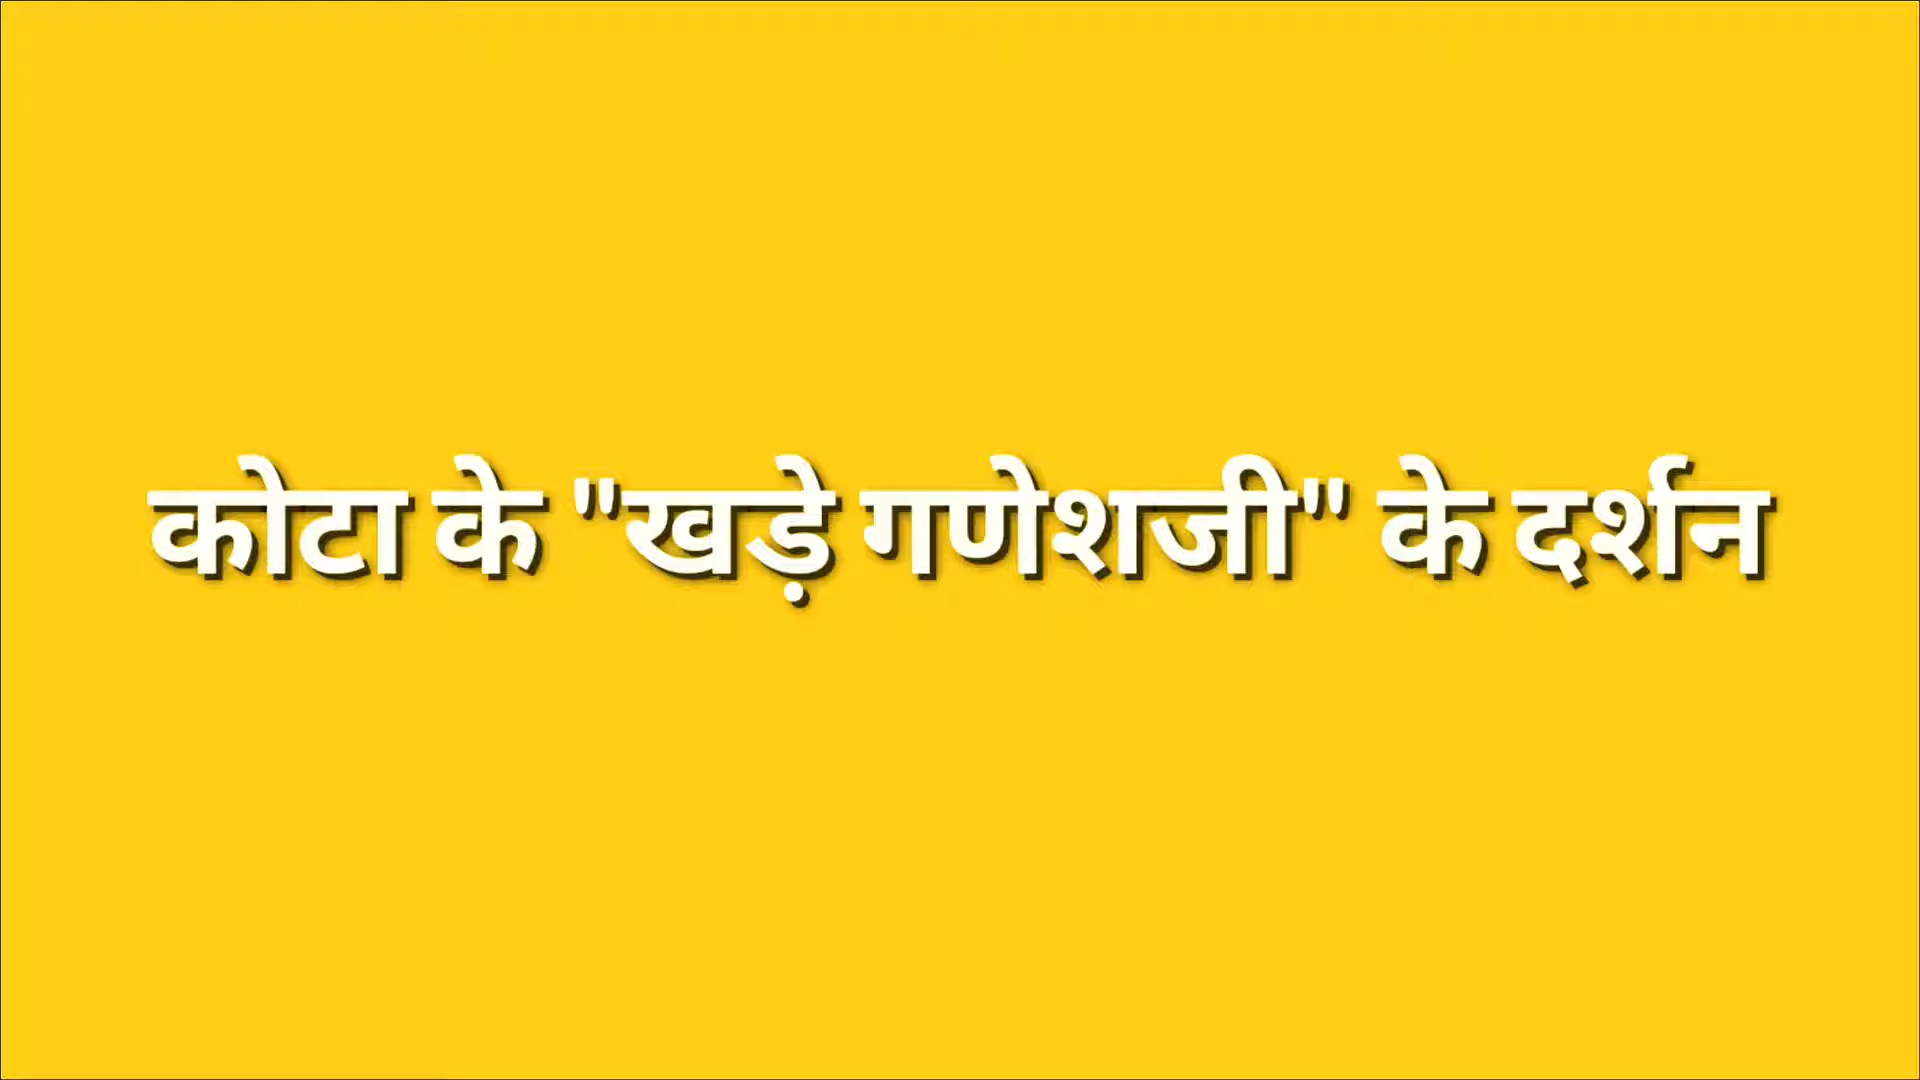 कोटा के "खड़े गणेशजी" के दर्शन